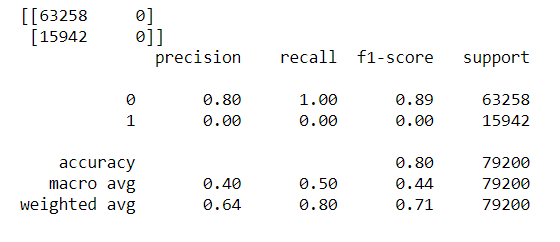 [[63258 0]
[15942 0]]
precision recall f1-score support
0 0.80 1.00 0.89 63258
1 0.00 0.00 0.00 15942
accuracy 0.80 79200
macro avg 0.40 0.50 0.44 79200
weighted avg 0.64 0.80 0.71 79200